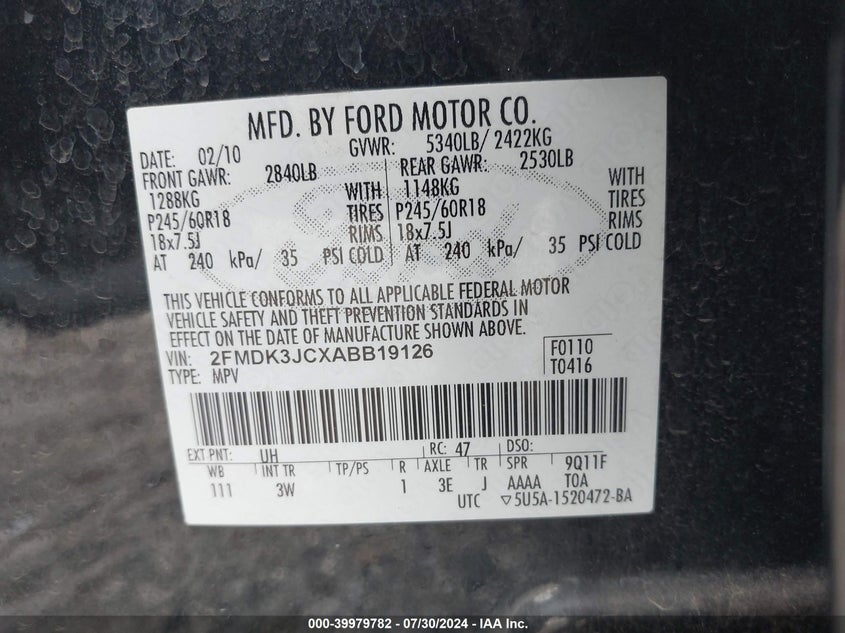 MFD. BY FORD MOTOR CO.
DATE: 02/10 GVWR: 5340LB/ 2422KG
FRONT GAWR: 2840LB REAR GAWR: 2530LB
1288KG WITH 1148KG WITH
P245/60R18 TIRES P245/60R18 TIRES
18x7.5J RIMS 18x7.5J RIMS
AT 240 kPa/ 35 PSI COLD AT 240 kPa/ 35 PSI COLD
THIS VEHICLE CONFORMS TO ALL APPLICABLE FEDERAL MOTOR
VEHICLE SAFETY AND THEFT PREVENTION STANDARDS IN
EFFECT ON THE DATE OF MANUFACTURE SHOWN ABOVE.
VIN: 2FMDK3JCXABB19126 F0110
TYPE: MPV T0416
EXT PNT: UH RC: 47 DSO:
WB INT TR TP/PS R AXLE TR SPR 9Q11F
111 3W 1 3E J AAAA TOA
UTC ▽5U5A-1520472-BA
000-39979782 - 07/30/2024 - IAA Inc.